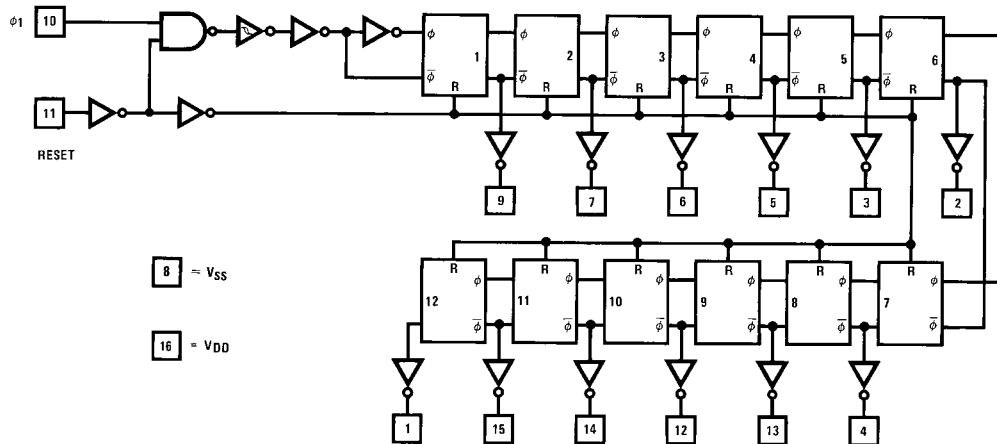 φ1 10
φ φ φ φ φ φ
1 2 3 4 5 6
φ̅ φ̅ φ̅ φ̅ φ̅ φ̅
R R R R R R
11
RESET
9 7 6 5 3 2
R R R R R R
φ φ φ φ φ φ
12 11 10 9 8 7
φ̅ φ̅ φ̅ φ̅ φ̅ φ̅
8 = VSS
16 = VDD
1 15 14 12 13 4